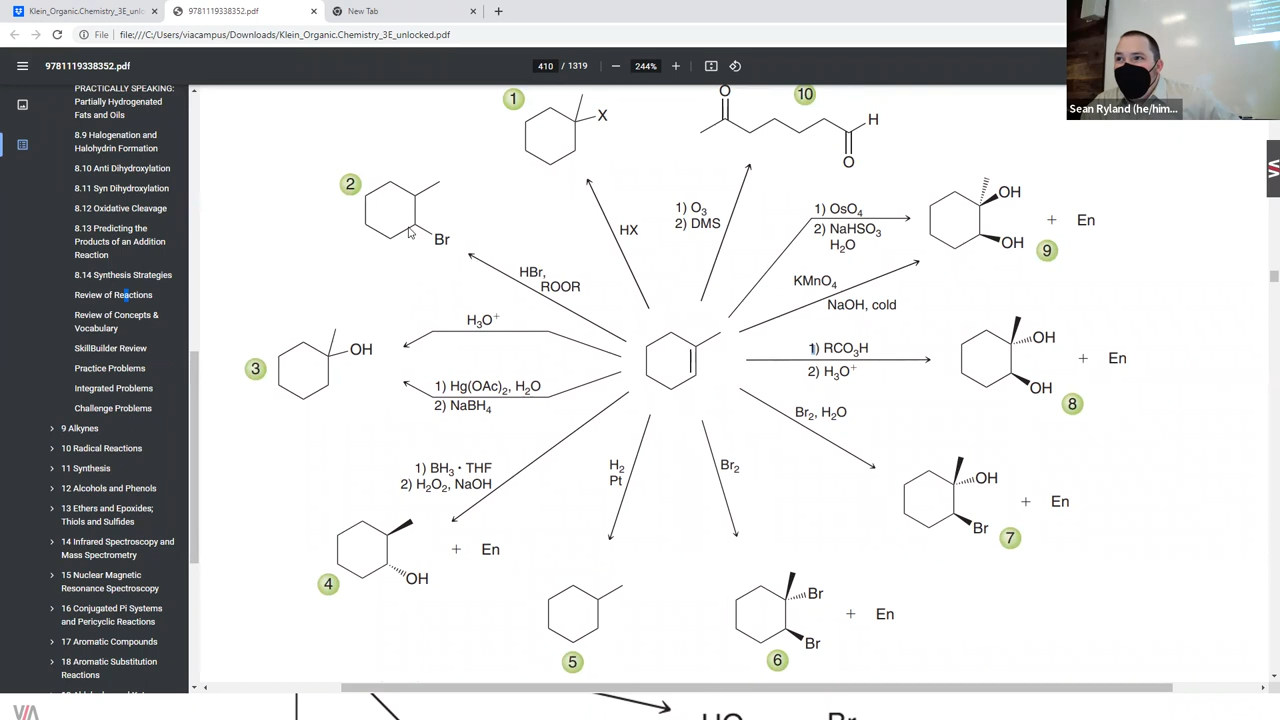 Klein_Organic.Chemistry_3E_unlocked.pdf
9781119338352.pdf
New Tab
File
file:///C:/Users/viacampus/Downloads/Klein_Organic.Chemistry_3E_unlocked.pdf
9781119338352.pdf
410 / 1319
244%
Sean Ryland (he/him...
PRACTICALLY SPEAKING:
Partially Hydrogenated
Fats and Oils
8.9 Halogenation and
Halohydrin Formation
8.10 Anti Dihydroxylation
8.11 Syn Dihydroxylation
8.12 Oxidative Cleavage
8.13 Predicting the
Products of an Addition
Reaction
8.14 Synthesis Strategies
Review of Reactions
Review of Concepts &
Vocabulary
SkillBuilder Review
Practice Problems
Integrated Problems
Challenge Problems
9 Alkynes
10 Radical Reactions
11 Synthesis
12 Alcohols and Phenols
13 Ethers and Epoxides;
Thiols and Sulfides
14 Infrared Spectroscopy and
Mass Spectrometry
15 Nuclear Magnetic
Resonance Spectroscopy
16 Conjugated Pi Systems
and Pericyclic Reactions
17 Aromatic Compounds
18 Aromatic Substitution
Reactions
1
X
O
10
H
O
2
Br
HX
1) O₃
2) DMS
1) OsO₄
2) NaHSO₃
H₂O
OH
OH
+ En
9
HBr,
ROOR
KMnO₄
NaOH, cold
H₃O⁺
3
OH
1) Hg(OAc)₂, H₂O
2) NaBH₄
1) RCO₃H
2) H₃O⁺
OH
OH
+ En
8
Br₂, H₂O
1) BH₃ · THF
2) H₂O₂, NaOH
H₂
Pt
Br₂
OH
Br
+ En
7
4
OH
+ En
5
Br
Br
+ En
6
VIA
HO
Br